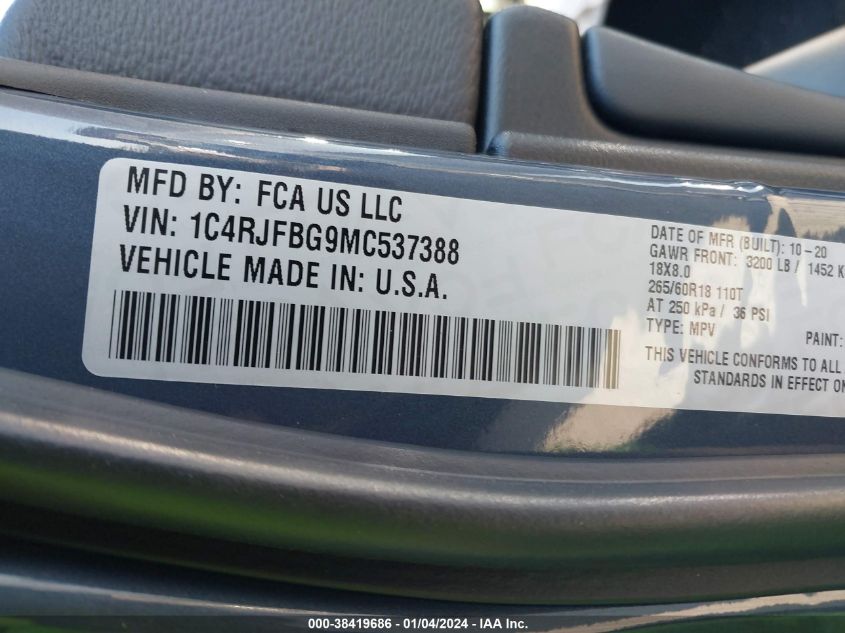 MFD BY: FCA US LLC
VIN: 1C4RJFBG9MC537388
VEHICLE MADE IN: U.S.A.
DATE OF MFR (BUILT): 10-20
GAWR FRONT: 3200 LB / 1452 K
18X8.0
265/60R18 110T
AT 250 kPa / 36 PSI
TYPE: MPV
PAINT:
THIS VEHICLE CONFORMS TO ALL
STANDARDS IN EFFECT ON
000-38419686 - 01/04/2024 - IAA Inc.